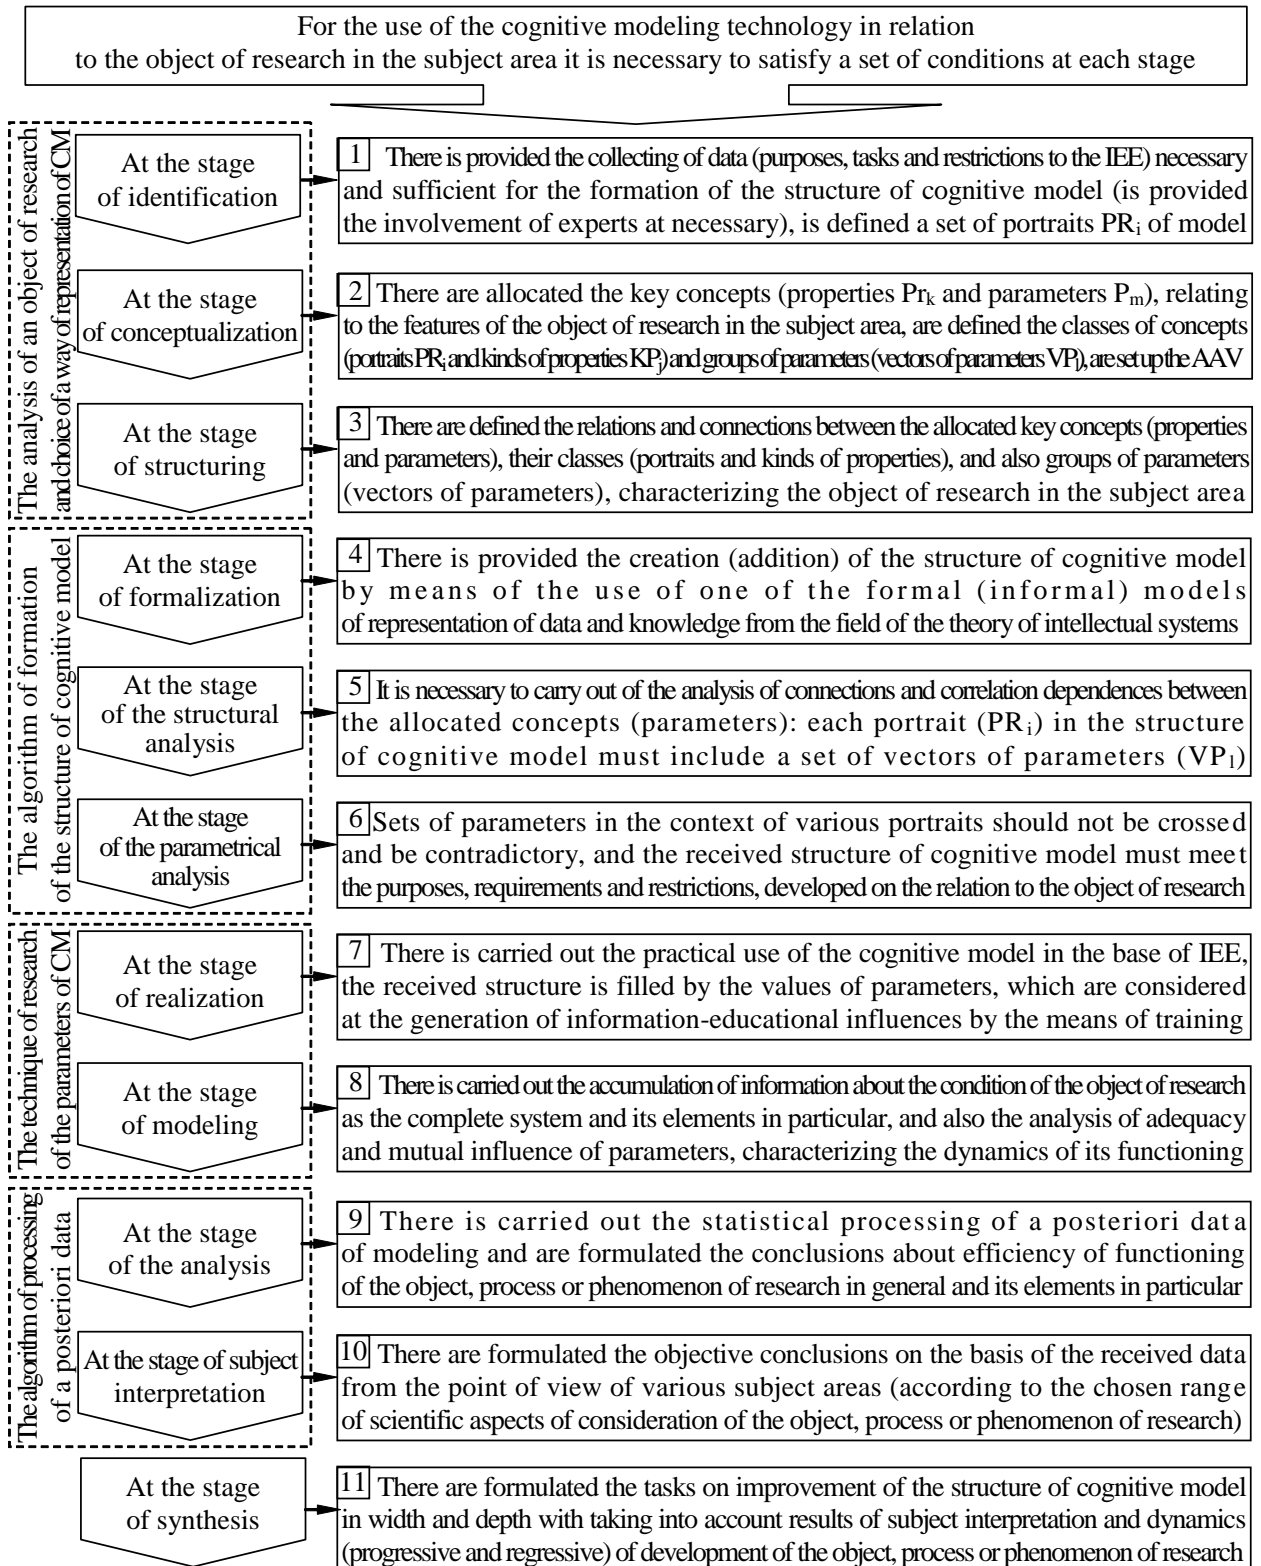 For the use of the cognitive modeling technology in relation
to the object of research in the subject area it is necessary to satisfy a set of conditions at each stage
The analysis of an object of research
and choice of a way of representation of CM
At the stage
of identification
1 There is provided the collecting of data (purposes, tasks and restrictions to the IEE) necessary
and sufficient for the formation of the structure of cognitive model (is provided
the involvement of experts at necessary), is defined a set of portraits PRi of model
At the stage
of conceptualization
2 There are allocated the key concepts (properties Prk and parameters Pm), relating
to the features of the object of research in the subject area, are defined the classes of concepts
(portraits PRi and kinds of properties KPj) and groups of parameters (vectors of parameters VPl), are set up the AAV
At the stage
of structuring
3 There are defined the relations and connections between the allocated key concepts (properties
and parameters), their classes (portraits and kinds of properties), and also groups of parameters
(vectors of parameters), characterizing the object of research in the subject area
The algorithm of formation
of the structure of cognitive model
At the stage
of formalization
4 There is provided the creation (addition) of the structure of cognitive model
by means of the use of one of the formal (informal) models
of representation of data and knowledge from the field of the theory of intellectual systems
At the stage
of the structural
analysis
5 It is necessary to carry out of the analysis of connections and correlation dependences between
the allocated concepts (parameters): each portrait (PRi) in the structure
of cognitive model must include a set of vectors of parameters (VPl)
At the stage
of the parametrical
analysis
6 Sets of parameters in the context of various portraits should not be crossed
and be contradictory, and the received structure of cognitive model must meet
the purposes, requirements and restrictions, developed on the relation to the object of research
The technique of research
of the parameters of CM
At the stage
of realization
7 There is carried out the practical use of the cognitive model in the base of IEE,
the received structure is filled by the values of parameters, which are considered
at the generation of information-educational influences by the means of training
At the stage
of modeling
8 There is carried out the accumulation of information about the condition of the object of research
as the complete system and its elements in particular, and also the analysis of adequacy
and mutual influence of parameters, characterizing the dynamics of its functioning
The algorithm of processing
of a posteriori data
At the stage
of the analysis
9 There is carried out the statistical processing of a posteriori data
of modeling and are formulated the conclusions about efficiency of functioning
of the object, process or phenomenon of research in general and its elements in particular
At the stage of subject
interpretation
10 There are formulated the objective conclusions on the basis of the received data
from the point of view of various subject areas (according to the chosen range
of scientific aspects of consideration of the object, process or phenomenon of research)
At the stage
of synthesis
11 There are formulated the tasks on improvement of the structure of cognitive model
in width and depth with taking into account results of subject interpretation and dynamics
(progressive and regressive) of development of the object, process or phenomenon of research